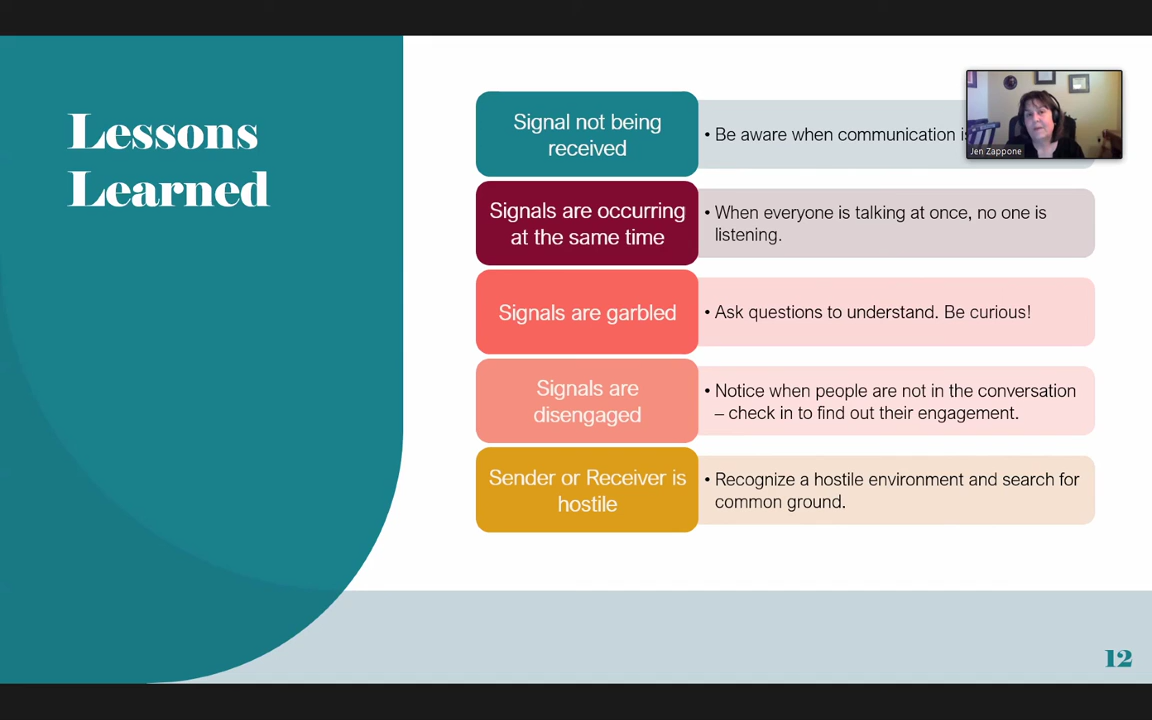 Lessons
Learned
Signal not being
received
• Be aware when communication
Jen Zappone
Signals are occurring
at the same time
• When everyone is talking at once, no one is
listening.
Signals are garbled
• Ask questions to understand. Be curious!
Signals are
disengaged
• Notice when people are not in the conversation
– check in to find out their engagement.
Sender or Receiver is
hostile
• Recognize a hostile environment and search for
common ground.
12